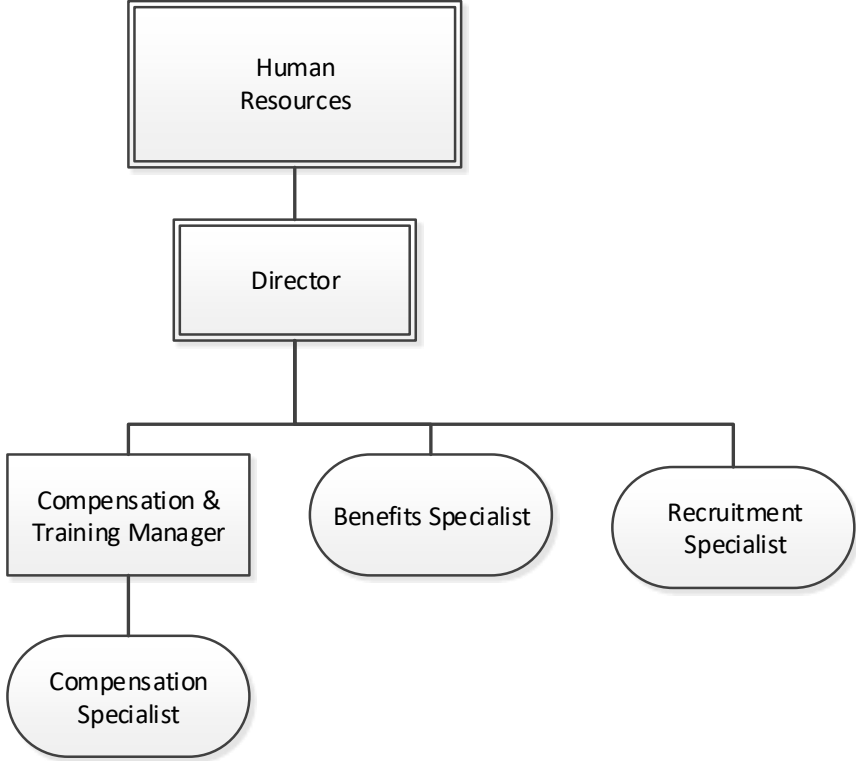 Human
Resources
Director
Compensation &
Training Manager
Benefits Specialist
Recruitment
Specialist
Compensation
Specialist